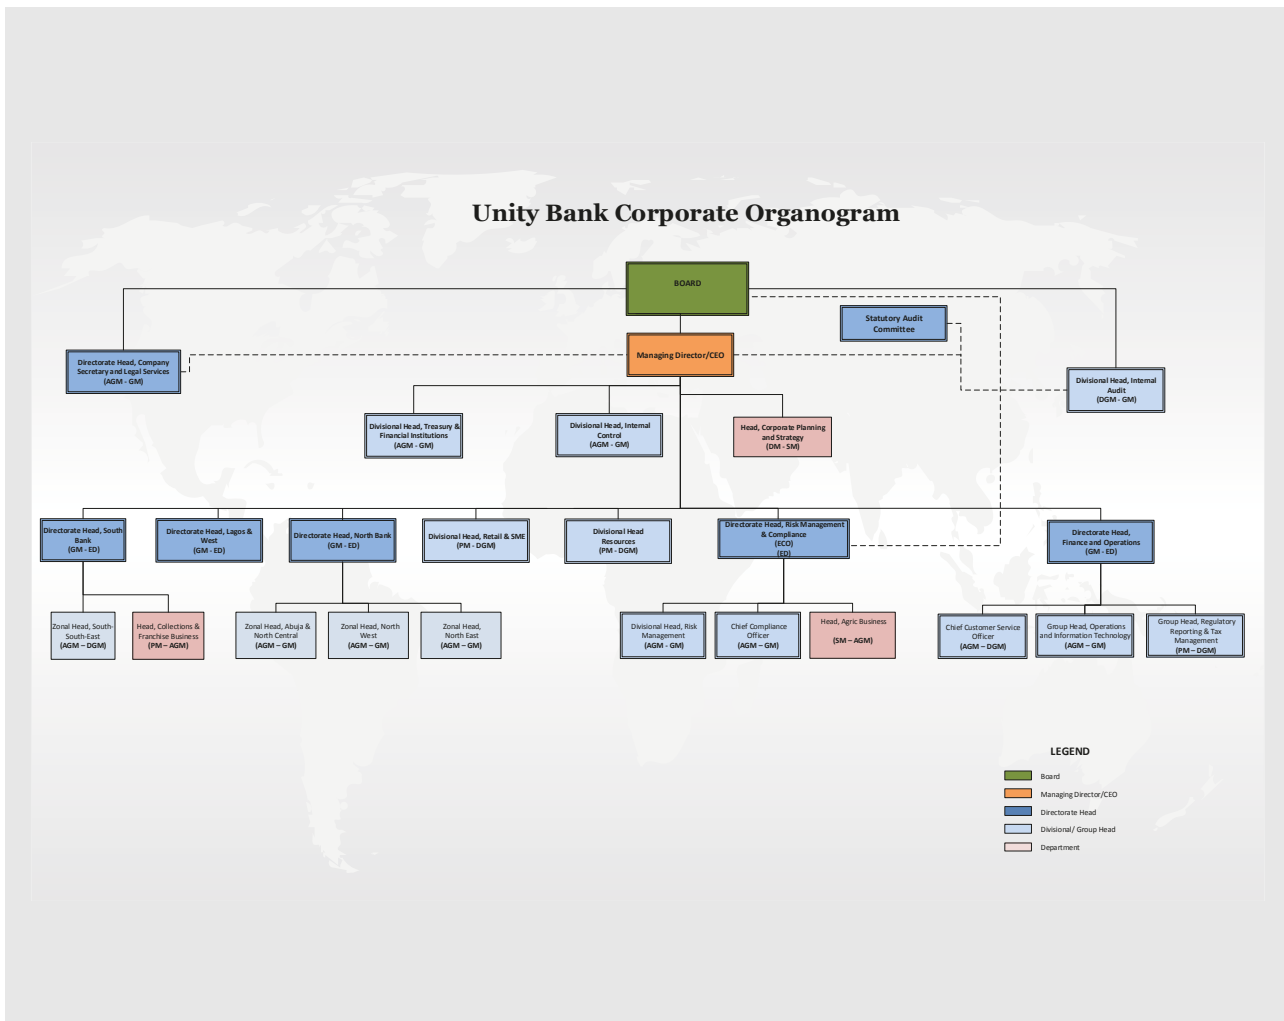 Unity Bank Corporate Organogram
BOARD
Statutory Audit
Committee
Managing Director/CEO
Directorate Head, Company
Secretary and Legal Services
(AGM - GM)
Divisional Head, Internal
Audit
(DGM - GM)
Divisional Head, Treasury &
Financial Institutions
(AGM - GM)
Divisional Head, Internal
Control
(AGM - GM)
Head, Corporate Planning
and Strategy
(DM - SM)
Directorate Head, South
Bank
(GM - ED)
Directorate Head, Lagos &
West
(GM - ED)
Directorate Head, North Bank
(GM - ED)
Divisional Head, Retail & SME
(PM - DGM)
Divisional Head
Resources
(PM - DGM)
Directorate Head, Risk Management
& Compliance
(ECO)
(ED)
Directorate Head,
Finance and Operations
(GM - ED)
Zonal Head, South-
South-East
(AGM – DGM)
Head, Collections &
Franchise Business
(PM – AGM)
Zonal Head, Abuja &
North Central
(AGM – GM)
Zonal Head, North
West
(AGM – GM)
Zonal Head,
North East
(AGM – GM)
Divisional Head, Risk
Management
(AGM - GM)
Chief Compliance
Officer
(AGM – GM)
Head, Agric Business
(SM – AGM)
Chief Customer Service
Officer
(AGM – DGM)
Group Head, Operations
and Information Technology
(AGM – GM)
Group Head, Regulatory
Reporting & Tax
Management
(PM – DGM)
LEGEND
Board
Managing Director/CEO
Directorate Head
Divisional/ Group Head
Department